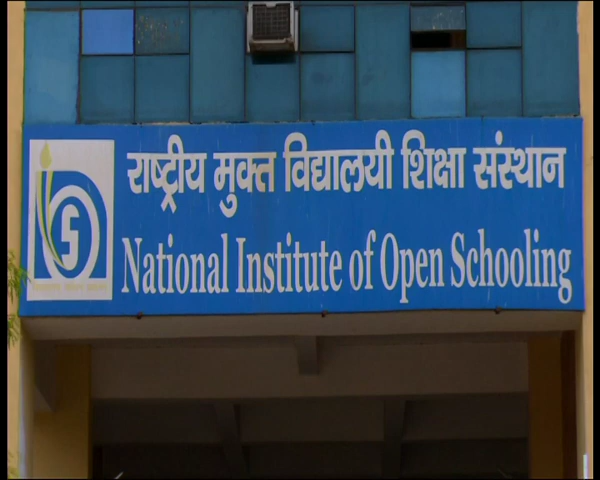 राष्ट्रीय मुक्त विद्यालयी शिक्षा संस्थान
National Institute of Open Schooling